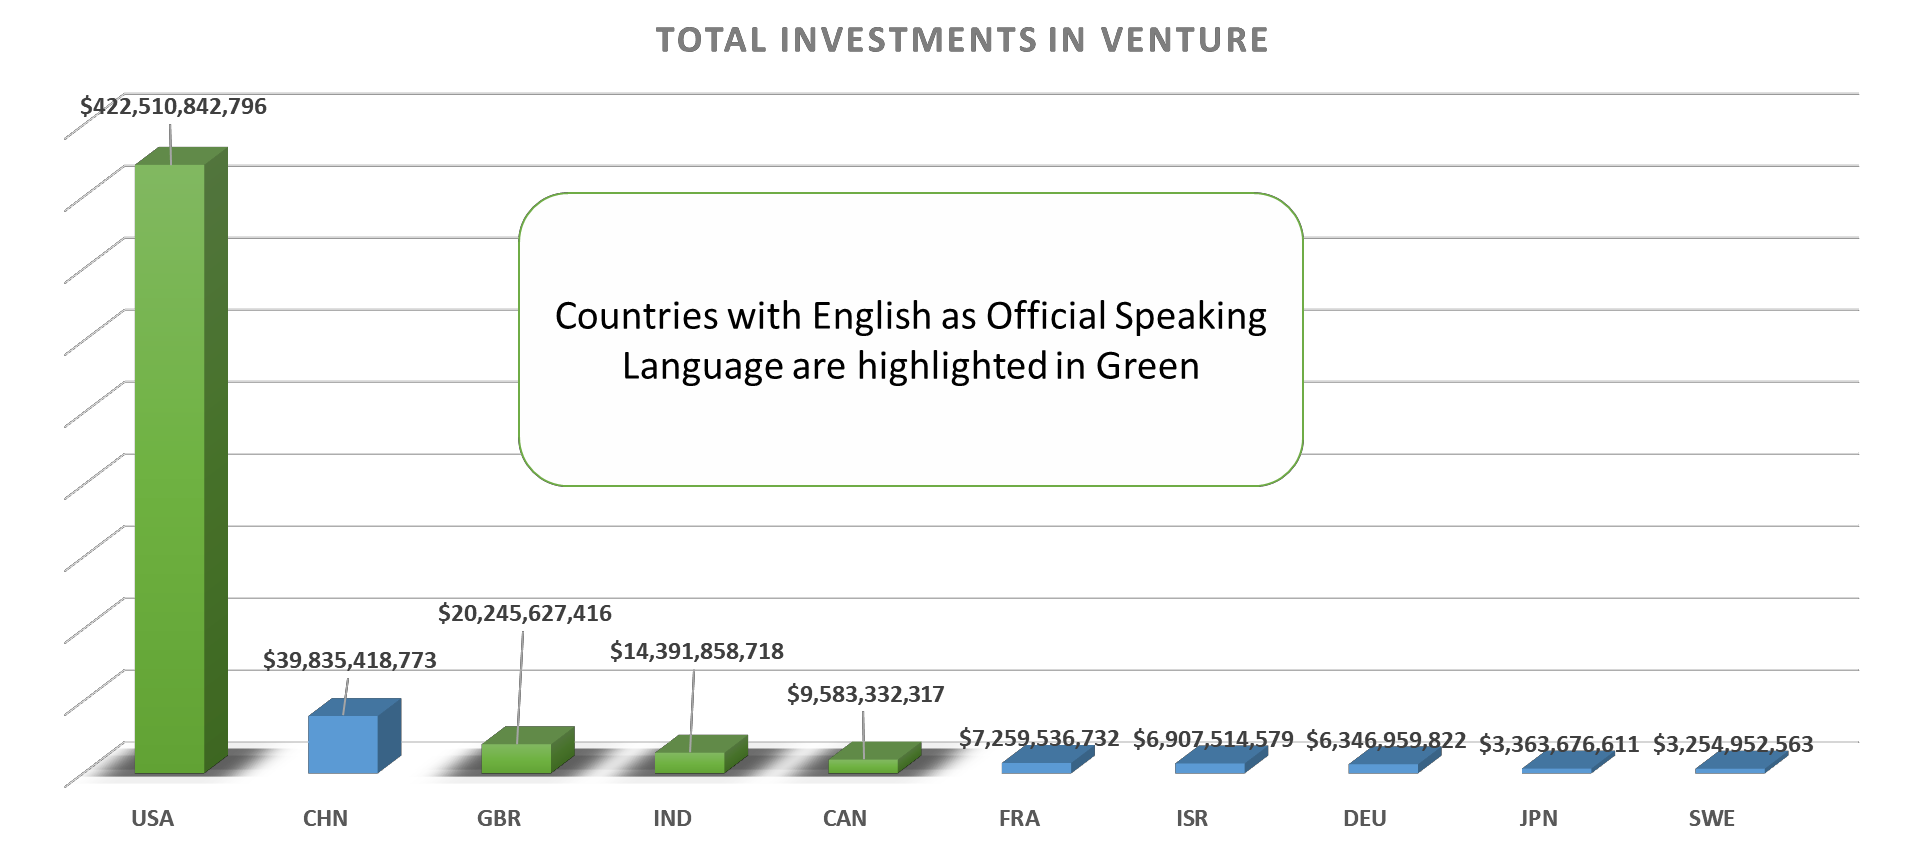 TOTAL INVESTMENTS IN VENTURE
$422,510,842,796
Countries with English as Official Speaking
Language are highlighted in Green
$20,245,627,416
$14,391,858,718
$39,835,418,773
$9,583,332,317
$7,259,536,732
$6,907,514,579
$6,346,959,822
$3,363,676,611
$3,254,952,563
USA
CHN
GBR
IND
CAN
FRA
ISR
DEU
JPN
SWE